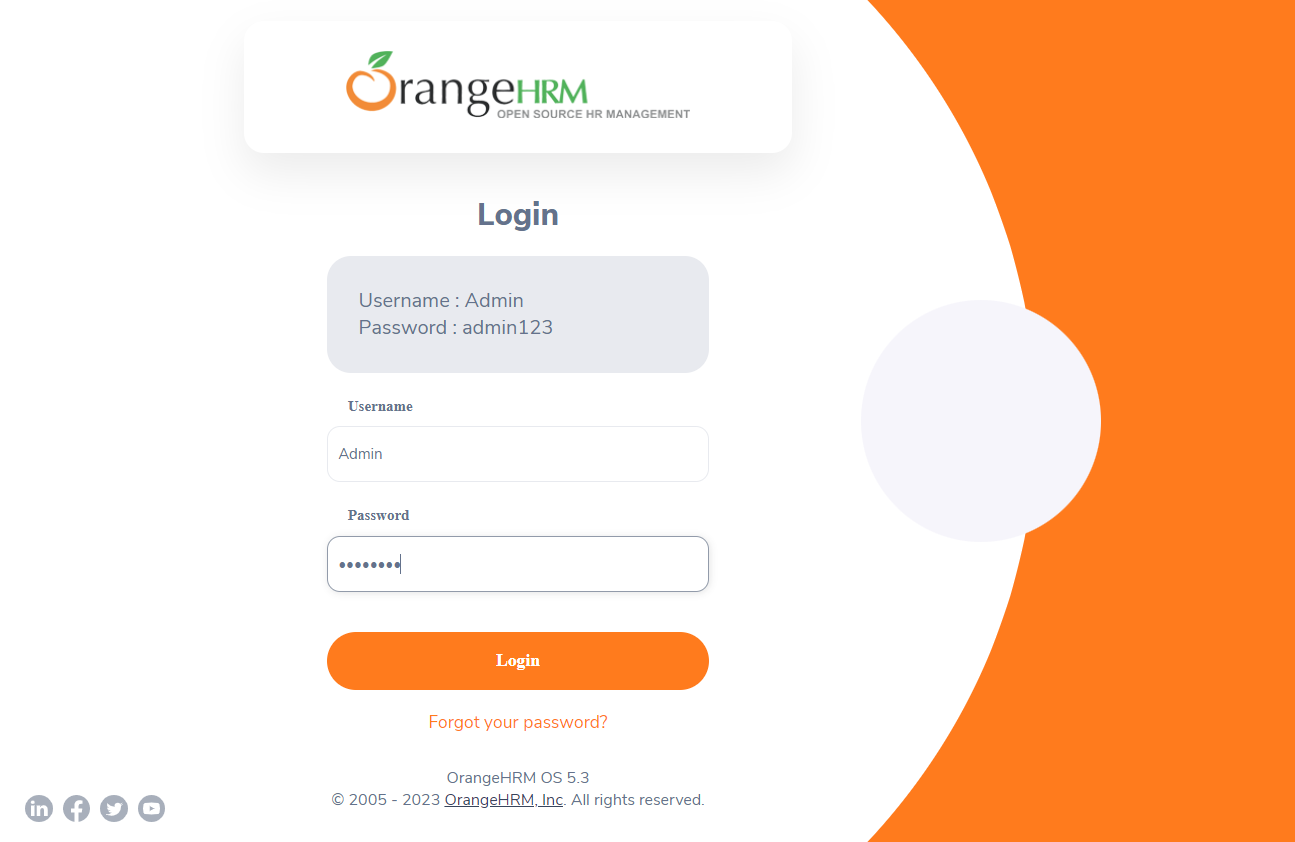 OrangeHRM
OPEN SOURCE HR MANAGEMENT
Login
Username : Admin
Password : admin123
Username
Admin
Password
••••••••
Login
Forgot your password?
OrangeHRM OS 5.3
© 2005 - 2023 OrangeHRM, Inc. All rights reserved.